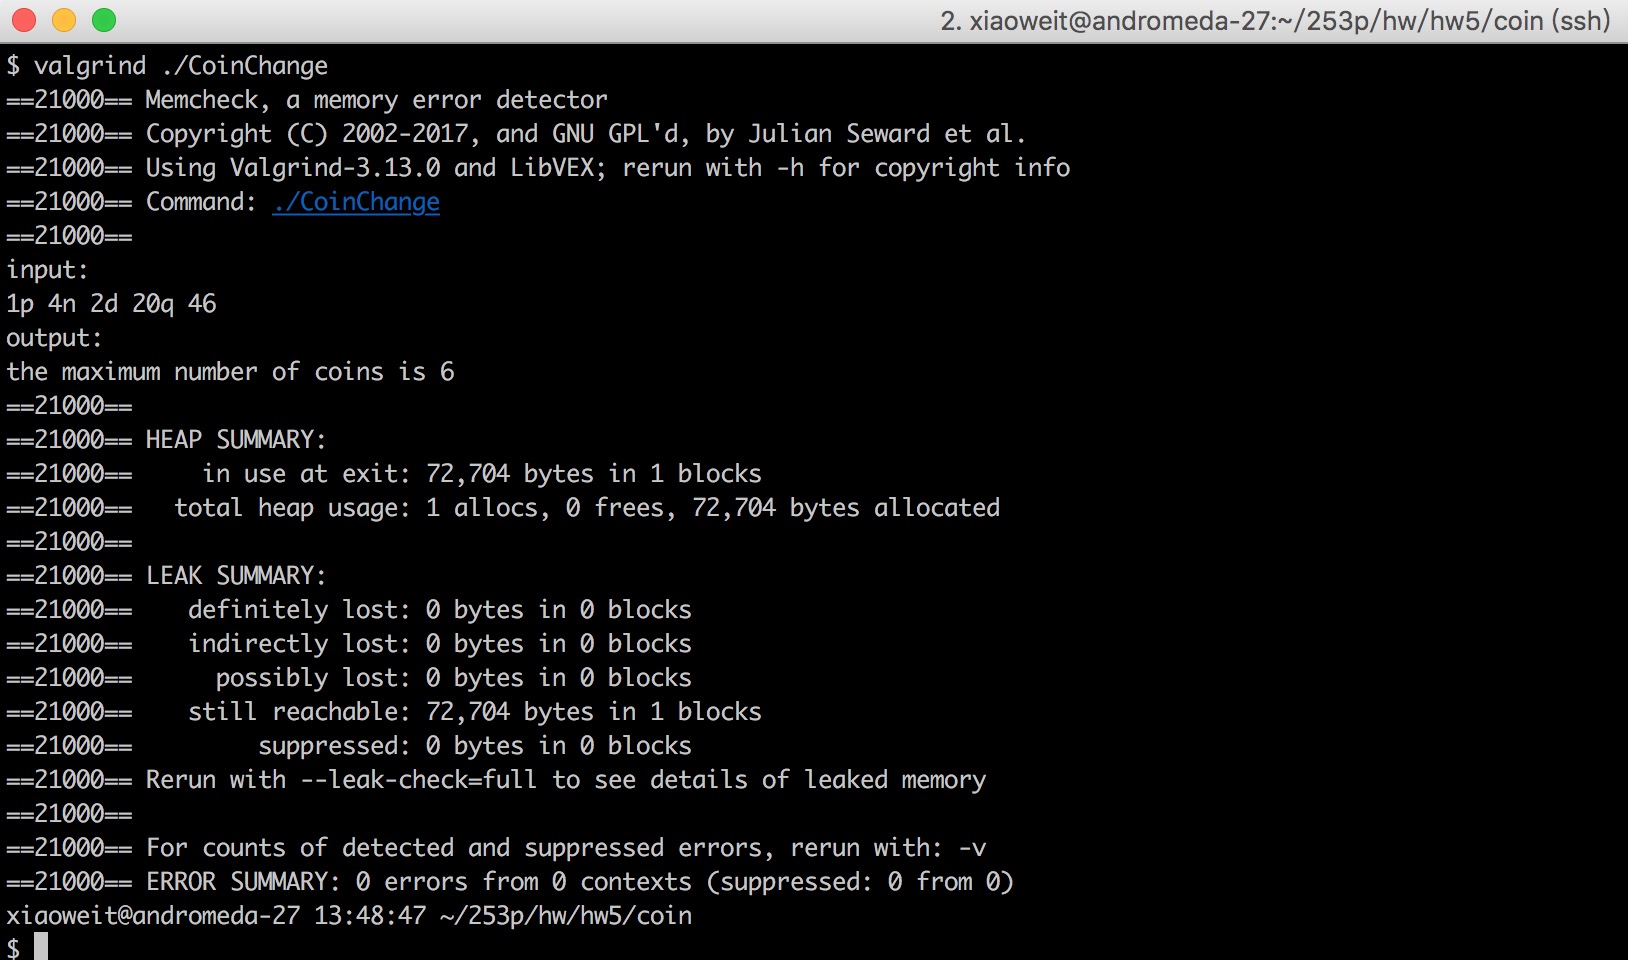 2. xiaoweit@andromeda-27:~/253p/hw/hw5/coin (ssh)
$ valgrind ./CoinChange
==21000== Memcheck, a memory error detector
==21000== Copyright (C) 2002-2017, and GNU GPL'd, by Julian Seward et al.
==21000== Using Valgrind-3.13.0 and LibVEX; rerun with -h for copyright info
==21000== Command: ./CoinChange
==21000==
input:
1p 4n 2d 20q 46
output:
the maximum number of coins is 6
==21000==
==21000== HEAP SUMMARY:
==21000==     in use at exit: 72,704 bytes in 1 blocks
==21000==   total heap usage: 1 allocs, 0 frees, 72,704 bytes allocated
==21000==
==21000== LEAK SUMMARY:
==21000==    definitely lost: 0 bytes in 0 blocks
==21000==    indirectly lost: 0 bytes in 0 blocks
==21000==      possibly lost: 0 bytes in 0 blocks
==21000==    still reachable: 72,704 bytes in 1 blocks
==21000==         suppressed: 0 bytes in 0 blocks
==21000== Rerun with --leak-check=full to see details of leaked memory
==21000==
==21000== For counts of detected and suppressed errors, rerun with: -v
==21000== ERROR SUMMARY: 0 errors from 0 contexts (suppressed: 0 from 0)
xiaoweit@andromeda-27 13:48:47 ~/253p/hw/hw5/coin
$